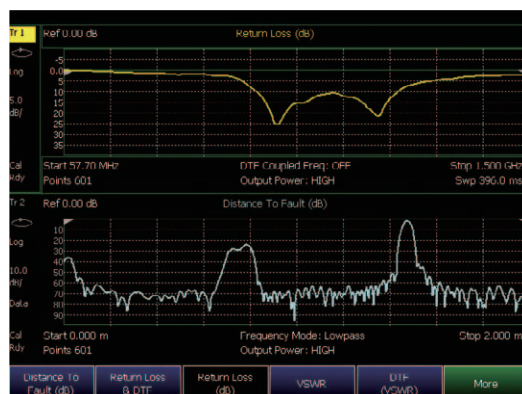 Tr 1 Ref 0.00 dB Return Loss (dB)
-5
0.0
5
Log
10
15
5.0
20
dB/
25
30
35
Cal Start 57.70 MHz DTF Coupled Freq: OFF Stop 1.500 GHz
Rdy Points 601 Output Power: HIGH Swp 396.0 ms
Tr 2 Ref 0.00 dB Distance To Fault (dB)
10
20
30
Log
40
50
10.0
60
dB/
70
80
Data
90
Cal Start 0.000 m Frequency Mode: Lowpass Stop 2.000 m
Rdy Points 601 Output Power: HIGH
Distance To Return Loss Return Loss VSWR DTF More
Fault (dB) & DTF (dB) (VSWR)